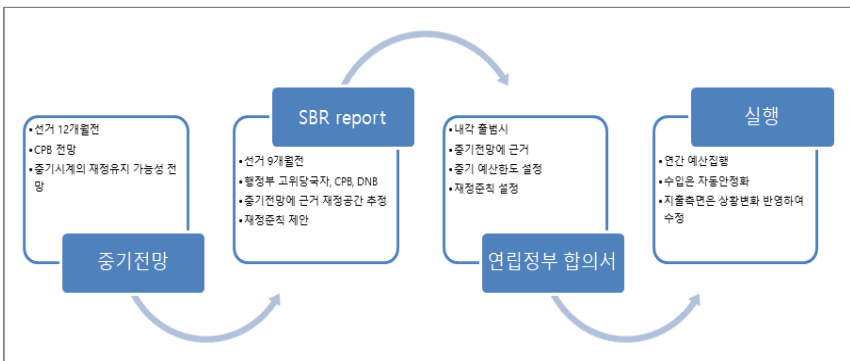 •선거 12개월전
•CPB 전망
•중기시계의 재정유지 가능성 전
망
중기전망
SBR report
•선거 9개월전
•행정부 고위당국자, CPB, DNB
•중기전망에 근거 재정공간 추정
•재정준칙 제안
•내각 출범시
•중기전망에 근거
•중기 예산한도 설정
•재정준칙 설정
연립정부 합의서
실행
•연간 예산집행
•수입은 자동안정화
•지출측면은 상황변화 반영하여
수정